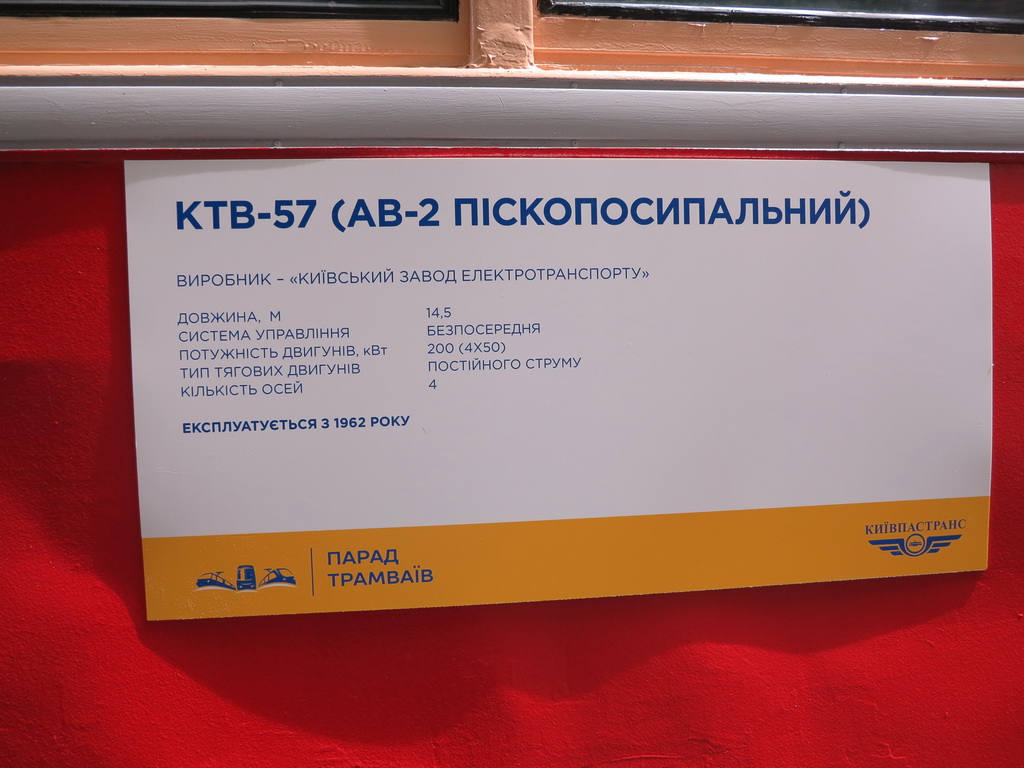 КТВ-57 (АВ-2 ПІСКОПОСИПАЛЬНИЙ)
ВИРОБНИК – «КИЇВСЬКИЙ ЗАВОД ЕЛЕКТРОТРАНСПОРТУ»
ДОВЖИНА, М 14,5
СИСТЕМА УПРАВЛІННЯ БЕЗПОСЕРЕДНЯ
ПОТУЖНІСТЬ ДВИГУНІВ, кВт 200 (4Х50)
ТИП ТЯГОВИХ ДВИГУНІВ ПОСТІЙНОГО СТРУМУ
КІЛЬКІСТЬ ОСЕЙ 4
ЕКСПЛУАТУЄТЬСЯ З 1962 РОКУ
ПАРАД
ТРАМВАЇВ
КИЇВПАСТРАНС